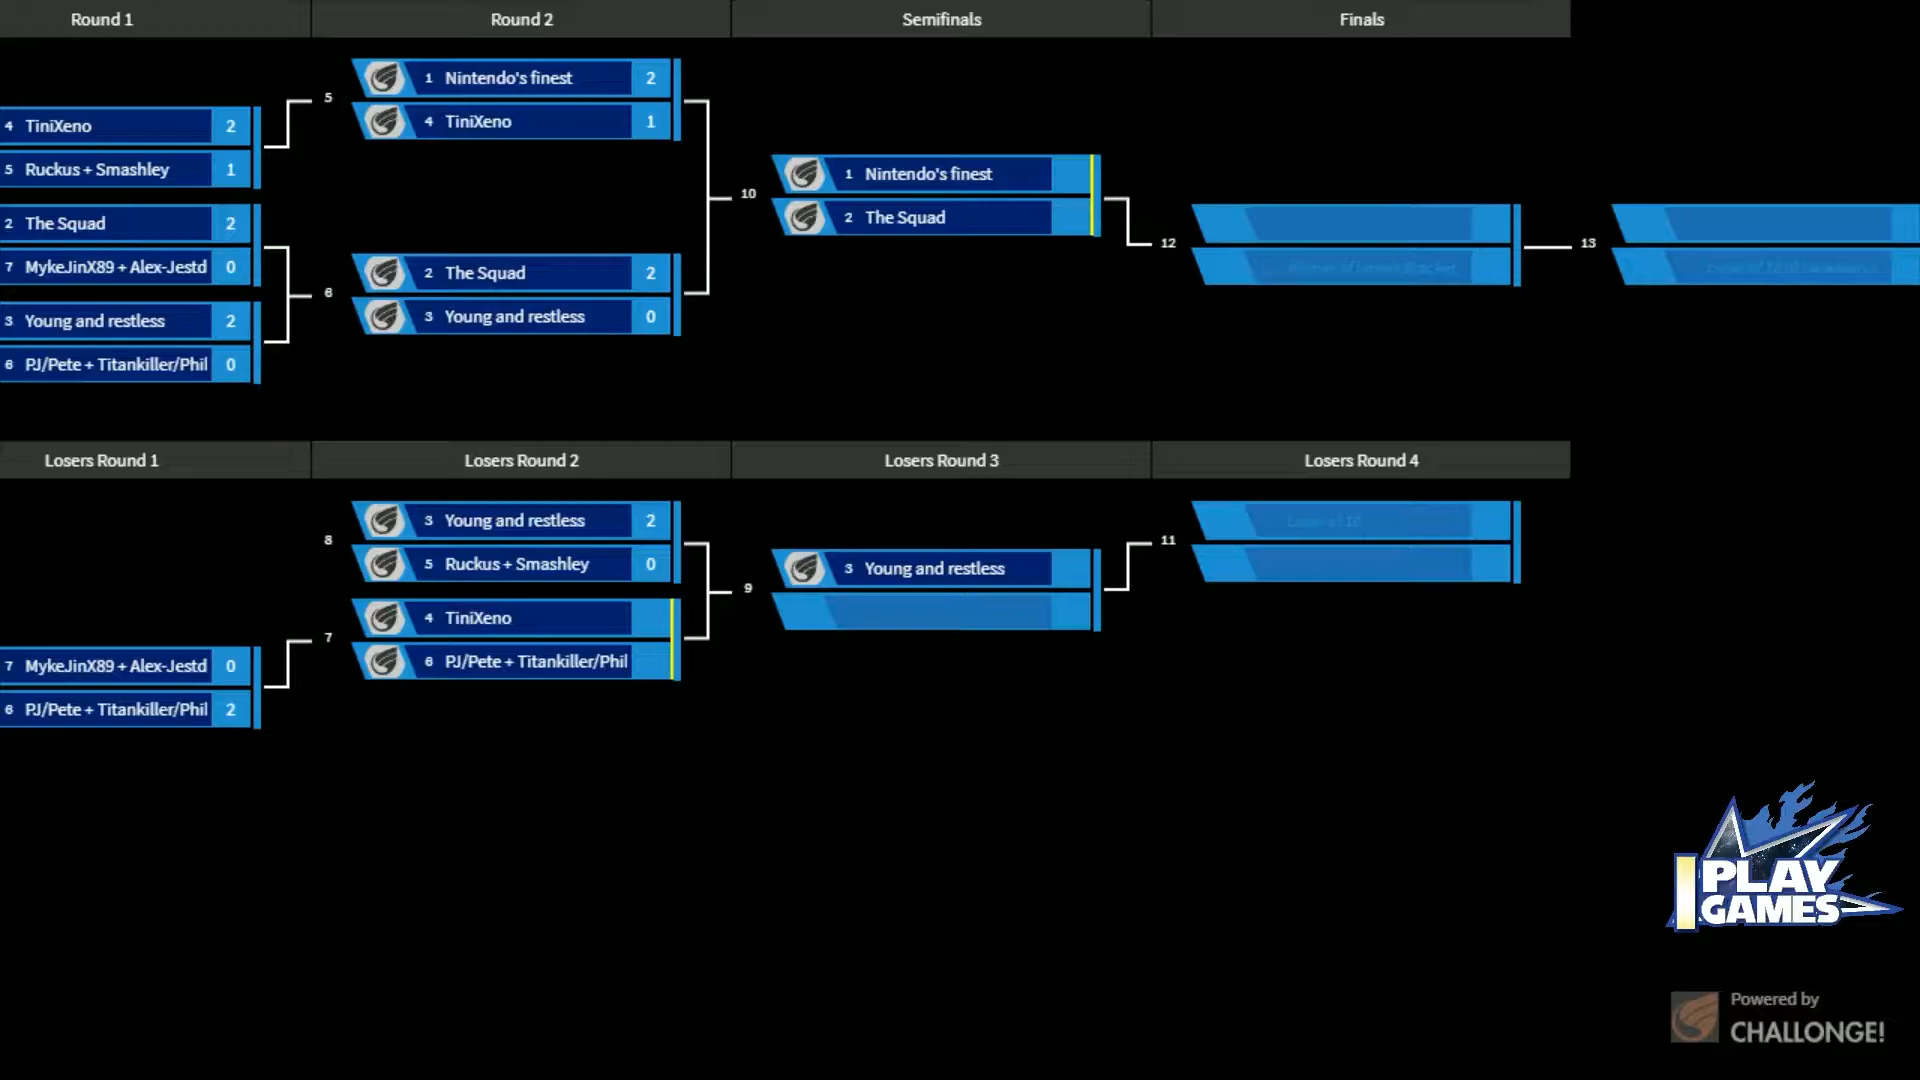 Round 1
Round 2
Semifinals
Finals
4 TiniXeno 2
5 Ruckus + Smashley 1
2 The Squad 2
7 MykeJinX89 + Alex-Jestd 0
3 Young and restless 2
6 PJ/Pete + Titankiller/Phil 0
5
1 Nintendo's finest 2
4 TiniXeno 1
6
2 The Squad 2
3 Young and restless 0
10
1 Nintendo's finest
2 The Squad
12
13
Losers Round 1
Losers Round 2
Losers Round 3
Losers Round 4
7 MykeJinX89 + Alex-Jestd 0
6 PJ/Pete + Titankiller/Phil 2
8
3 Young and restless 2
5 Ruckus + Smashley 0
7
4 TiniXeno
6 PJ/Pete + Titankiller/Phil
9
3 Young and restless
11
Loser of 10
I PLAY
GAMES
Powered by
CHALLONGE!